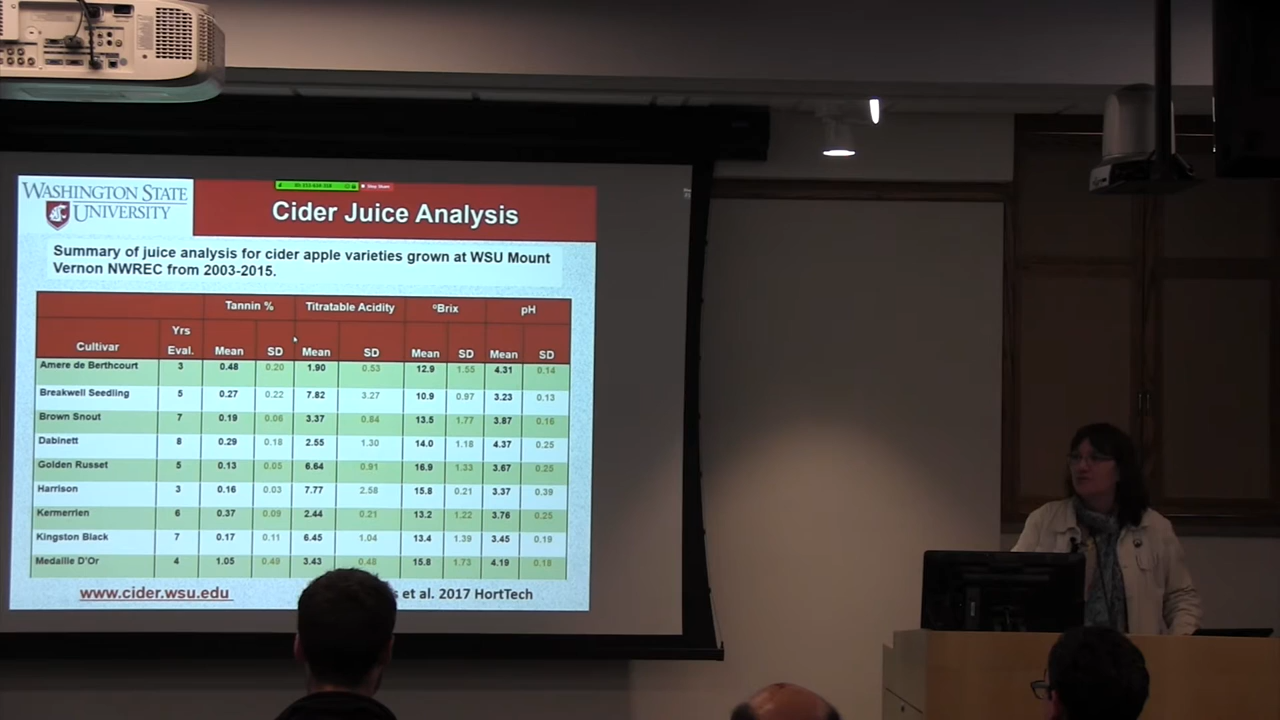 WASHINGTON STATE
UNIVERSITY
Stop Share
Cider Juice Analysis
Summary of juice analysis for cider apple varieties grown at WSU Mount
Vernon NWREC from 2003-2015.
Tannin % Titratable Acidity °Brix pH
Cultivar Yrs Eval. Mean SD Mean SD Mean SD Mean SD
Amere de Berthcourt 3 0.48 0.20 1.90 0.53 12.9 1.55 4.31 0.14
Breakwell Seedling 5 0.27 0.22 7.82 3.27 10.9 0.97 3.23 0.13
Brown Snout 7 0.19 0.06 3.37 0.84 13.5 1.77 3.87 0.16
Dabinett 8 0.29 0.18 2.55 1.30 14.0 1.18 4.37 0.25
Golden Russet 5 0.13 0.05 6.64 0.91 16.9 1.33 3.67 0.25
Harrison 3 0.16 0.03 7.77 2.58 15.8 0.21 3.37 0.39
Kermerrien 6 0.37 0.09 2.44 0.21 13.2 1.22 3.76 0.25
Kingston Black 7 0.17 0.11 6.45 1.04 13.4 1.39 3.45 0.19
Medaille D'Or 4 1.05 0.49 3.43 0.48 15.8 1.73 4.19 0.18
www.cider.wsu.edu s et al. 2017 HortTech